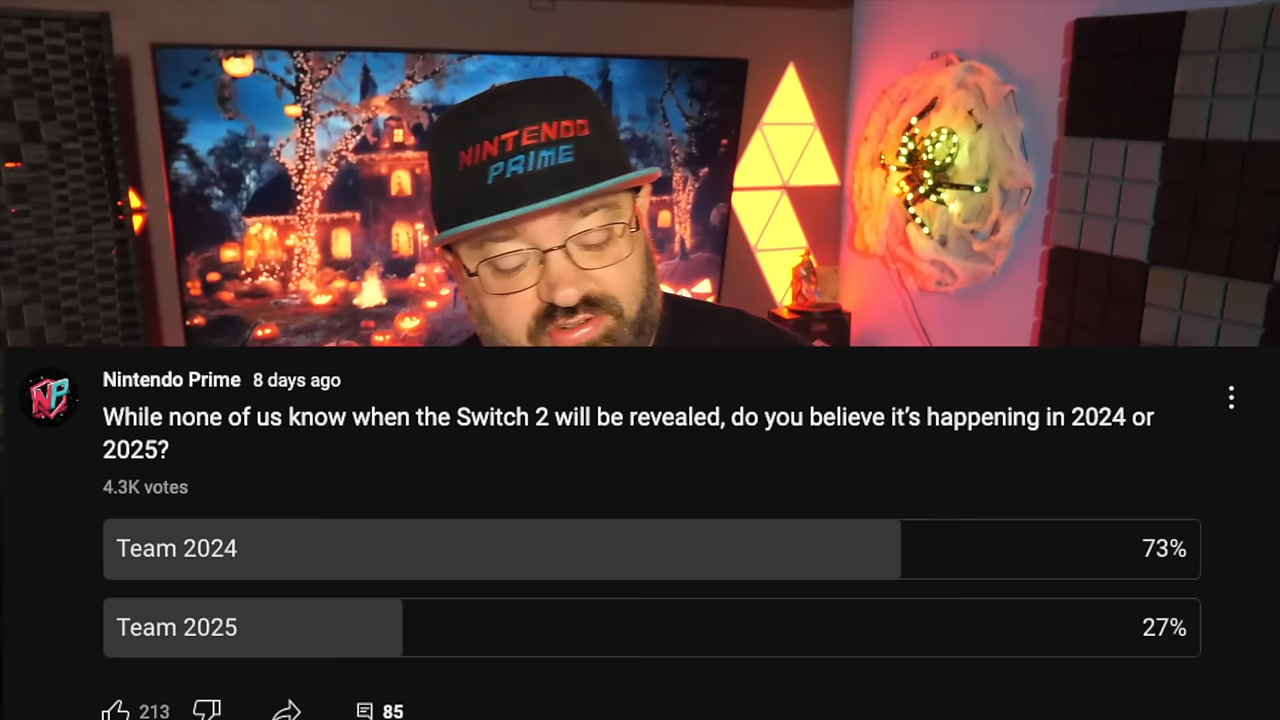 NINTENDO
PRIME
NP
Nintendo Prime 8 days ago
While none of us know when the Switch 2 will be revealed, do you believe it’s happening in 2024 or
2025?
4.3K votes
Team 2024 73%
Team 2025 27%
213 85